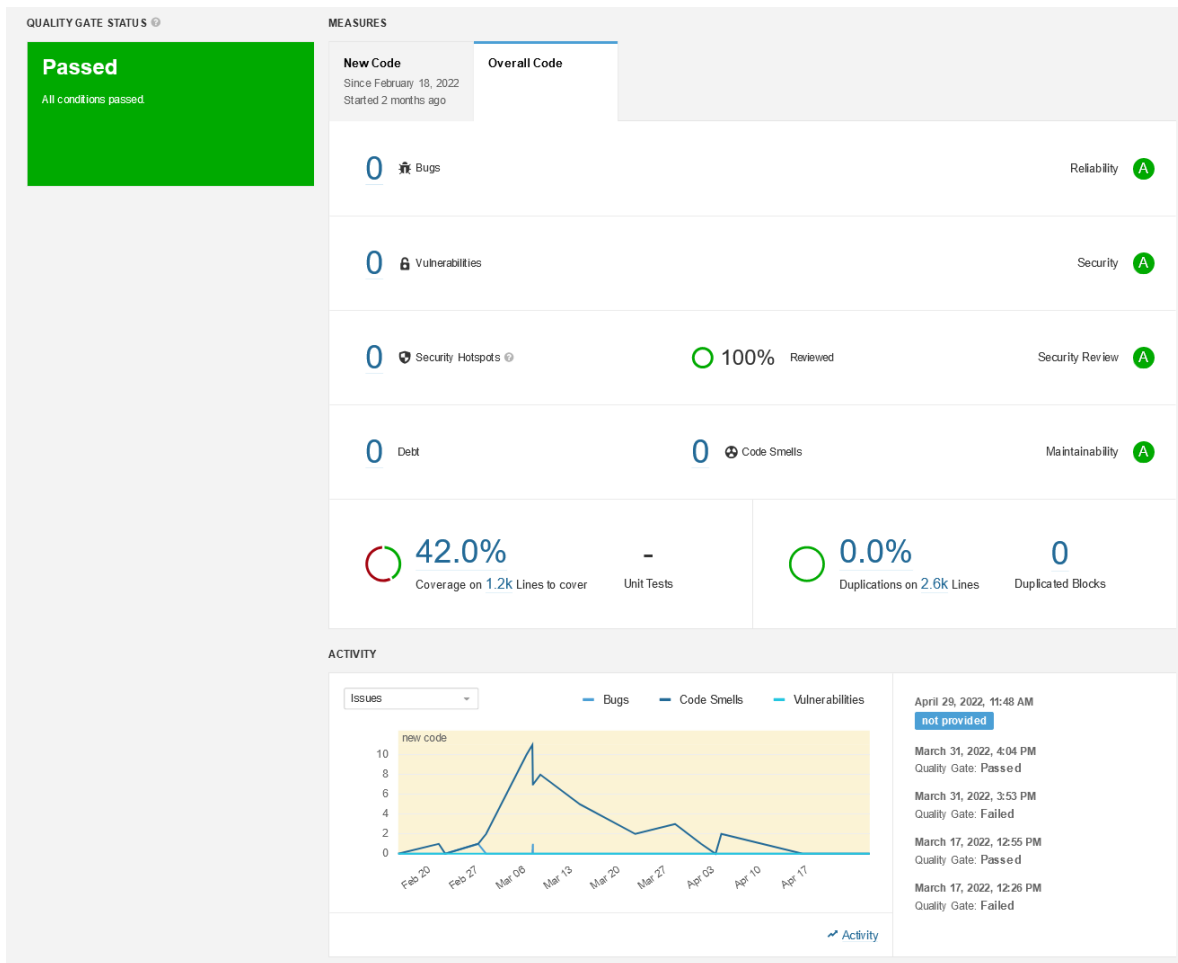 QUALITY GATE STATUS
Passed
All conditions passed.
MEASURES
New Code
Since February 18, 2022
Started 2 months ago
Overall Code
0 Bugs
Reliability A
0 Vulnerabilities
Security A
0 Security Hotspots ?
100% Reviewed
Security Review A
0 Debt
0 Code Smells
Maintainability A
42.0%
Coverage on 1.2k Lines to cover
-
Unit Tests
0.0%
Duplications on 2.6k Lines
0
Duplicated Blocks
ACTIVITY
Issues
Bugs Code Smells Vulnerabilities
new code
10
8
6
4
2
0
Feb 20 Feb 27 Mar 06 Mar 13 Mar 20 Mar 27 Apr 03 Apr 10 Apr 17
Activity
April 29, 2022, 11:48 AM
not provided
March 31, 2022, 4:04 PM
Quality Gate: Passed
March 31, 2022, 3:53 PM
Quality Gate: Failed
March 17, 2022, 12:55 PM
Quality Gate: Passed
March 17, 2022, 12:26 PM
Quality Gate: Failed